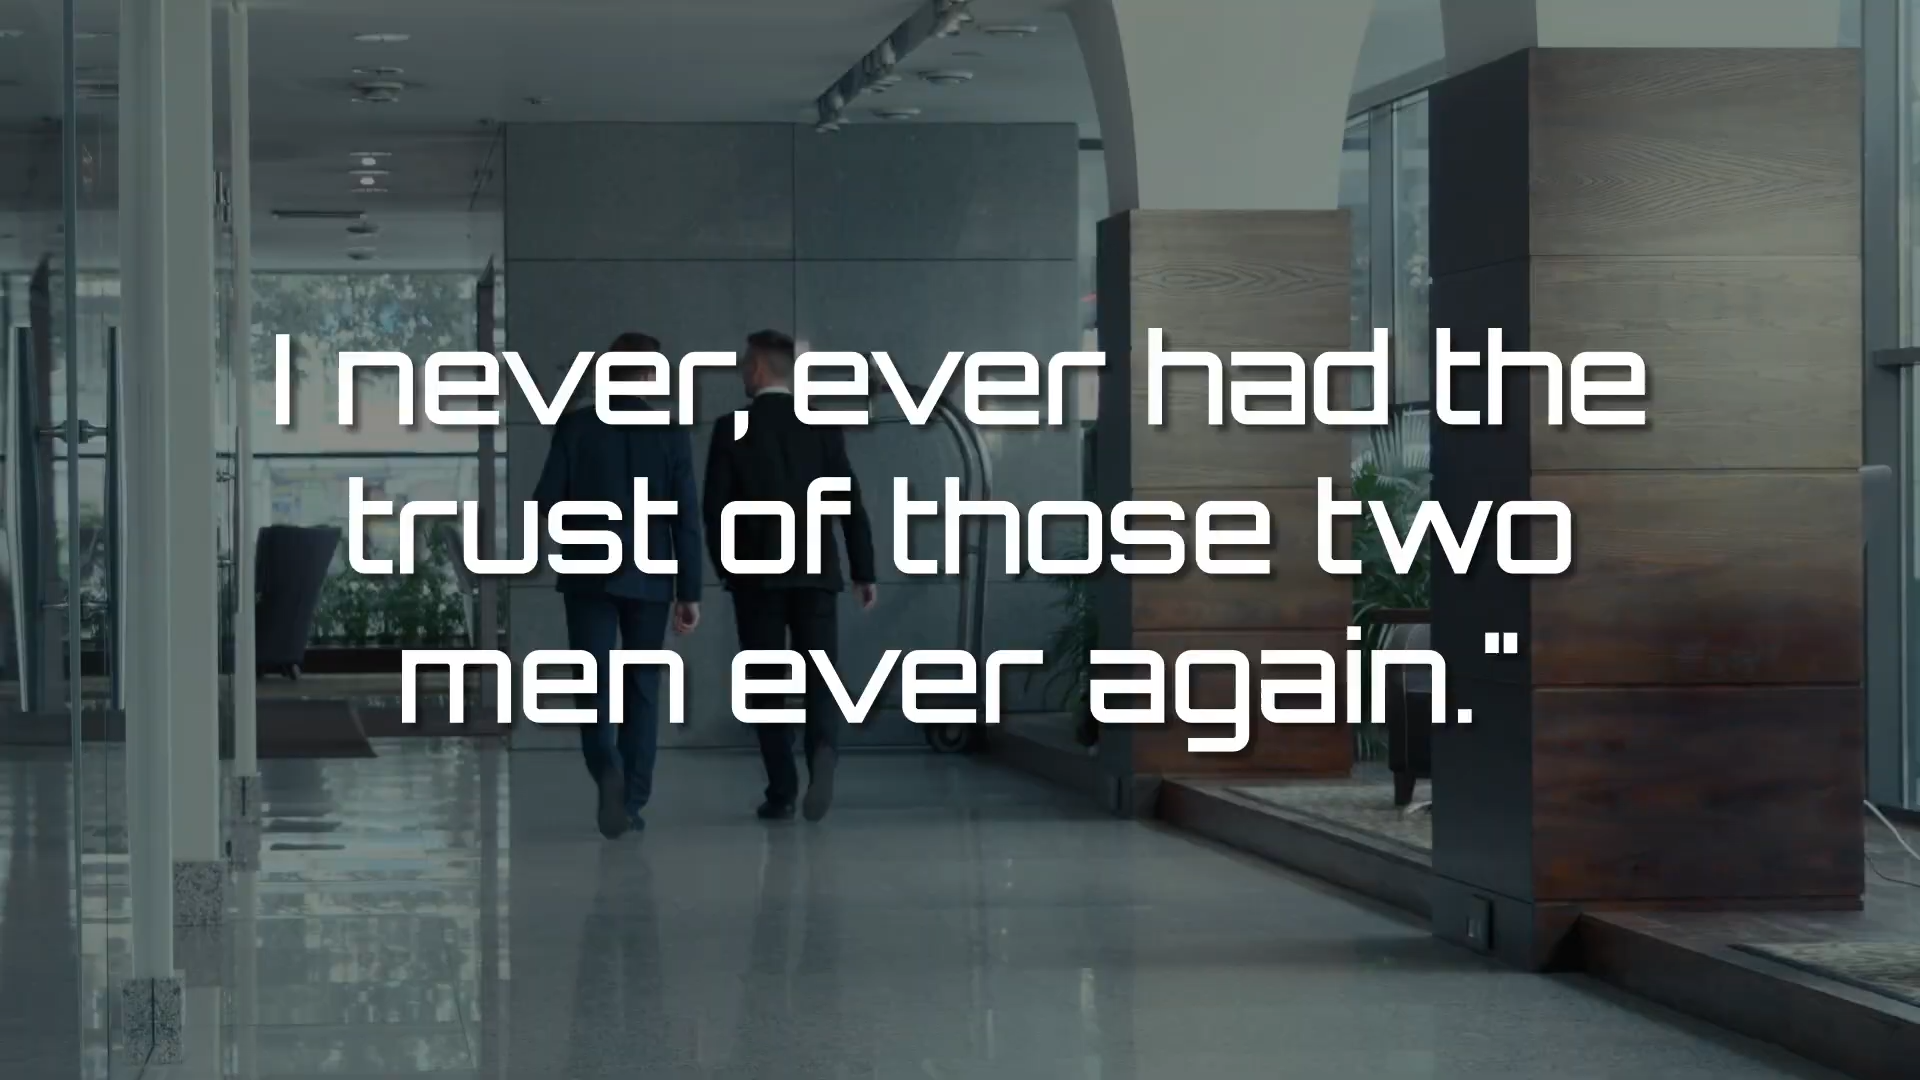 I never, ever had the
trust of those two
men ever again."